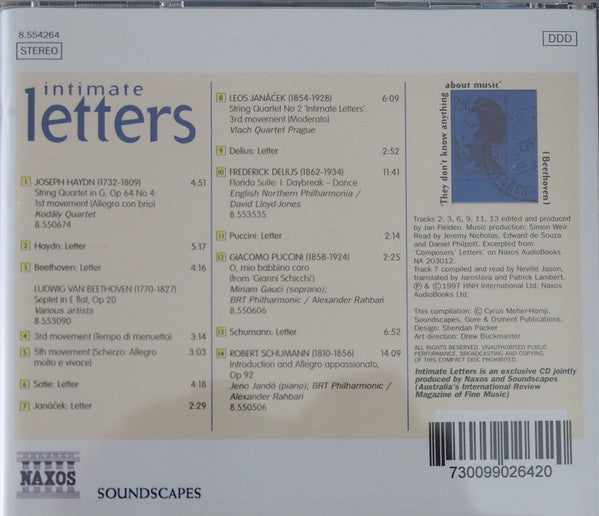 8.554264
STEREO
DDD
intimate
letters
1 JOSEPH HAYDN (1732-1809) 4:51
String Quartet in G, Op 64 No 4;
1st movement (Allegro con brio)
Kodály Quartet
8.550674
2 Haydn: Letter 5:17
3 Beethoven: Letter 4:16
LUDWIG VAN BEETHOVEN (1770-1827)
Septet in E flat, Op 20
Various artists
8.553090
4 3rd movement (Tempo di menuetto) 3:14
5 5th movement (Scherzo: Allegro 3:03
molto e vivace)
6 Satie: Letter 4:18
7 Janáček: Letter 2:29
8 LEOS JANÁČEK (1854-1928) 6:09
String Quartet No 2 'Intimate Letters':
3rd movement (Moderato)
Vlach Quartet Prague
9 Delius: Letter 2:52
10 FREDERICK DELIUS (1862-1934) 11:41
Florida Suite: I: Daybreak – Dance
English Northern Philharmonia /
David Lloyd-Jones
8.553535
11 Puccini: Letter 2:14
12 GIACOMO PUCCINI (1858-1924) 2:25
O, mio babbino caro
(from 'Gianni Schicchi')
Miriam Gauci (soprano);
BRT Philharmonic / Alexander Rahbari
8.550606
13 Schumann: Letter 6:52
14 ROBERT SCHUMANN (1810-1856) 14:09
Introduction and Allegro appassionato,
Op 92
Jenö Jandó (piano); BRT Philharmonic /
Alexander Rahbari
8.550506
'They don't know anything
about music'
(Beethoven)
2,80
Tracks 2, 3, 6, 9, 11, 13 edited and produced
by Jan Fielden. Music production: Simon Weir.
Read by Jeremy Nicholas, Edward de Souza
and Daniel Philpott. Excerpted from
'Composers' Letters' on Naxos AudioBooks
NA 203012.
Track 7 compiled and read by Neville Jason,
translated by Jaroslava and Patrick Lambert.
℗ & © 1997 HNH International Ltd; Naxos
AudioBooks Ltd.
This compilation: © Cyrus Meher-Homji,
Soundscapes, Gore & Osment Publications.
Design: Sheridan Packer
Art direction: Drew Buckmaster
ALL RIGHTS RESERVED. UNAUTHORISED PUBLIC
PERFORMANCE, BROADCASTING AND COPYING
OF THIS COMPACT DISC PROHIBITED.
Intimate Letters is an exclusive CD jointly
produced by Naxos and Soundscapes
(Australia's International Review
Magazine of Fine Music)
NAXOS
SOUNDSCAPES
730099026420